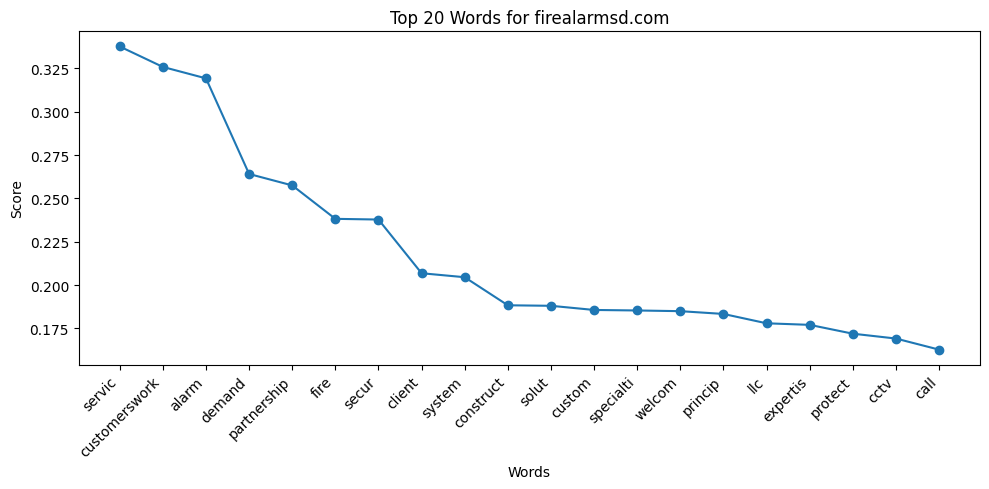 Top 20 Words for firealarmsd.com
Score
0.325
0.300
0.275
0.250
0.225
0.200
0.175
servic
customerswork
alarm
demand
partnership
fire
secur
client
system
construct
solut
custom
specialti
welcom
princip
llc
expertis
protect
cctv
call
Words